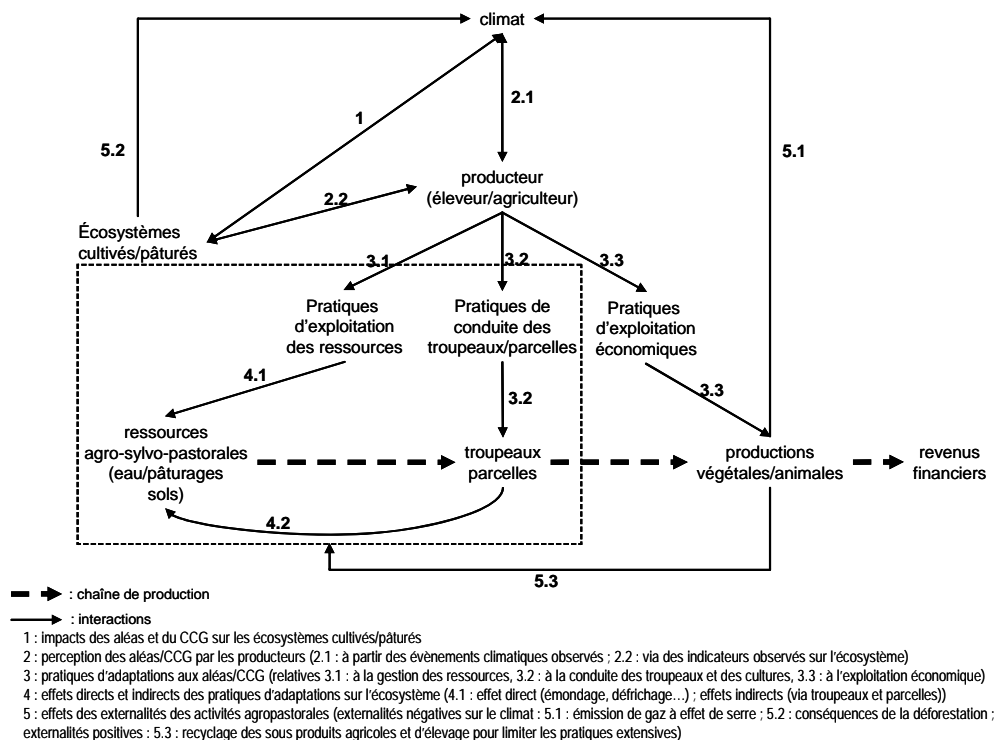 climat
2.1
1
5.2
5.1
producteur
(éleveur/agriculteur)
2.2
Écosystèmes
cultivés/pâturés
3.1
3.2
3.3
Pratiques
d'exploitation
des ressources
Pratiques de
conduite des
troupeaux/parcelles
Pratiques
d'exploitation
économiques
4.1
3.2
3.3
ressources
agro-sylvo-pastorales
(eau/pâturages
sols)
troupeaux
parcelles
productions
végétales/animales
revenus
financiers
4.2
5.3
: chaîne de production
: interactions
1 : impacts des aléas et du CCG sur les écosystèmes cultivés/pâturés
2 : perception des aléas/CCG par les producteurs (2.1 : à partir des évènements climatiques observés ; 2.2 : via des indicateurs observés sur l'écosystème)
3 : pratiques d'adaptations aux aléas/CCG (relatives 3.1 : à la gestion des ressources, 3.2 : à la conduite des troupeaux et des cultures, 3.3 : à l'exploitation économique)
4 : effets directs et indirects des pratiques d'adaptations sur l'écosystème (4.1 : effet direct (émondage, défrichage…) ; effets indirects (via troupeaux et parcelles))
5 : effets des externalités des activités agropastorales (externalités négatives sur le climat : 5.1 : émission de gaz à effet de serre ; 5.2 : conséquences de la déforestation ;
externalités positives : 5.3 : recyclage des sous produits agricoles et d'élevage pour limiter les pratiques extensives)